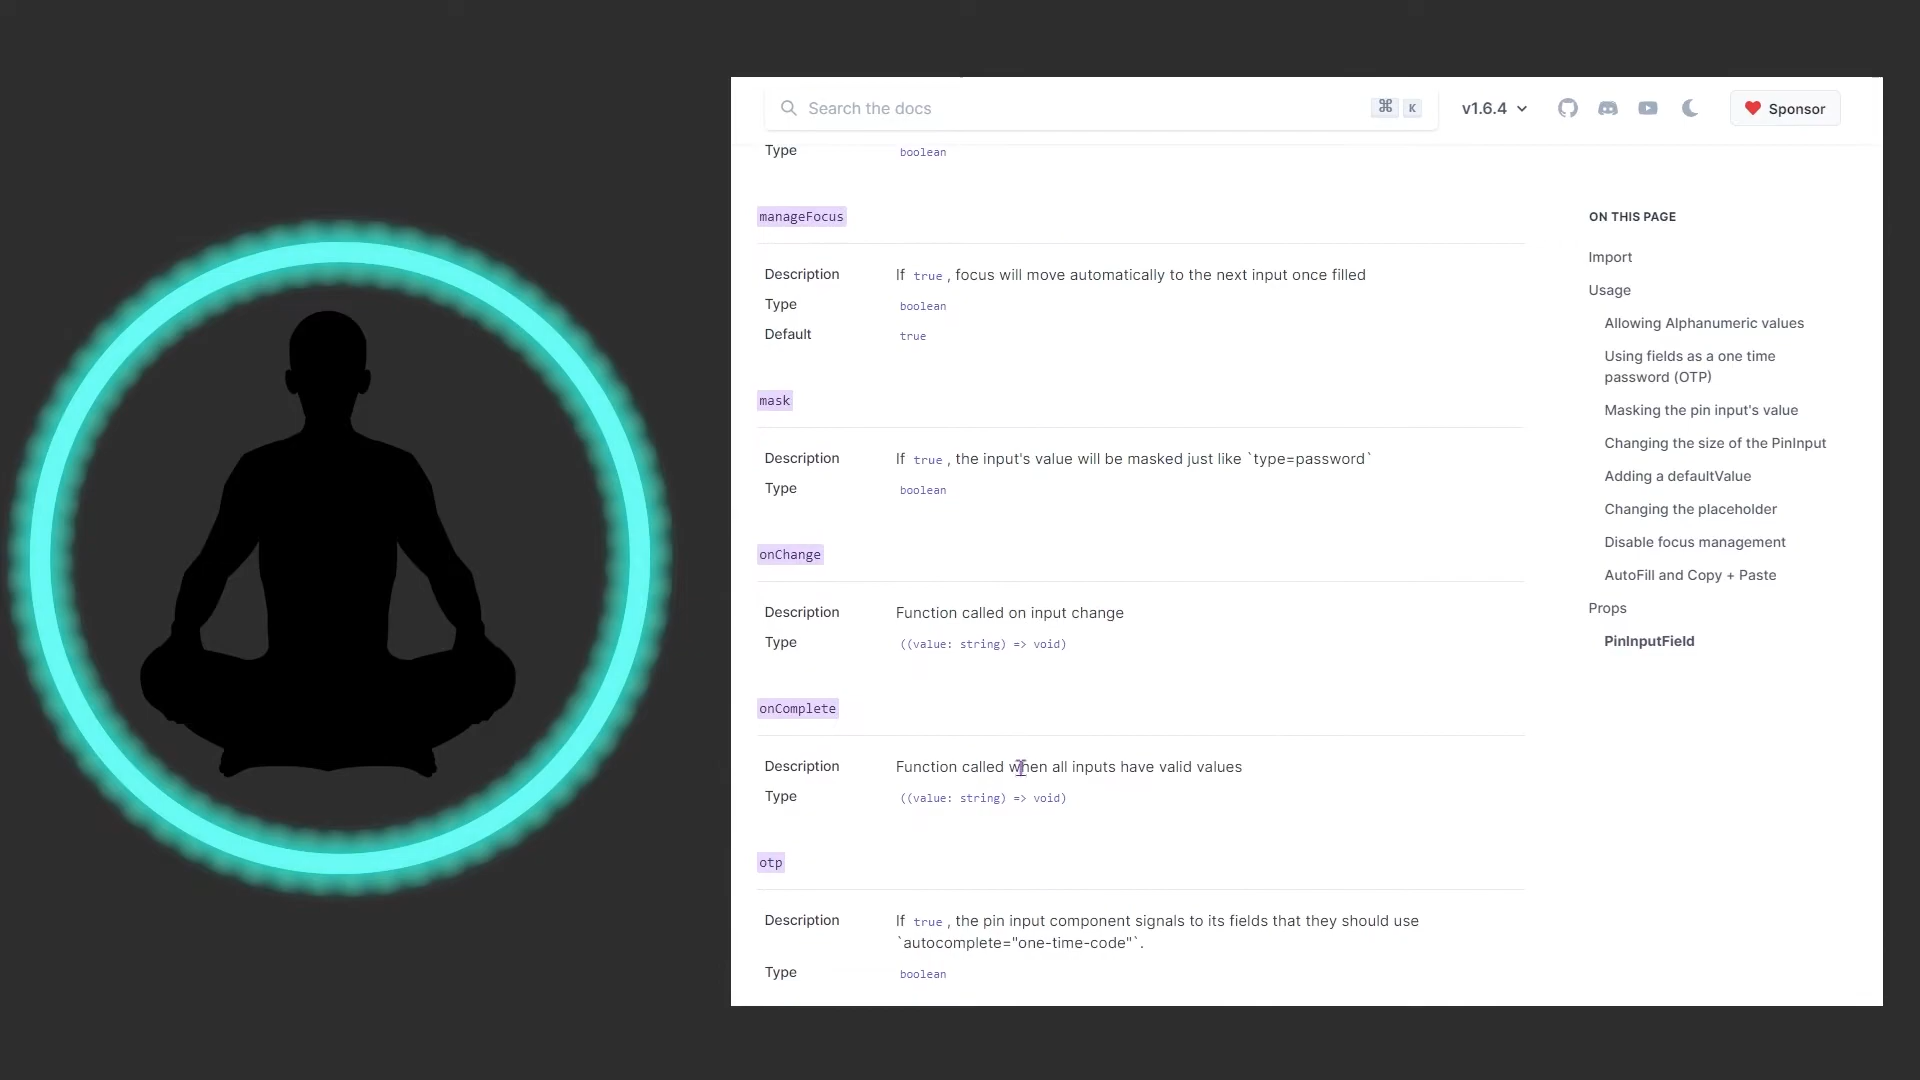 Search the docs
⌘ K
v1.6.4
Sponsor
Type boolean
manageFocus
Description If true, focus will move automatically to the next input once filled
Type boolean
Default true
mask
Description If true, the input's value will be masked just like `type=password`
Type boolean
onChange
Description Function called on input change
Type ((value: string) => void)
onComplete
Description Function called when all inputs have valid values
Type ((value: string) => void)
otp
Description If true, the pin input component signals to its fields that they should use
`autocomplete="one-time-code"`.
Type boolean
ON THIS PAGE
Import
Usage
Allowing Alphanumeric values
Using fields as a one time
password (OTP)
Masking the pin input's value
Changing the size of the PinInput
Adding a defaultValue
Changing the placeholder
Disable focus management
AutoFill and Copy + Paste
Props
PinInputField